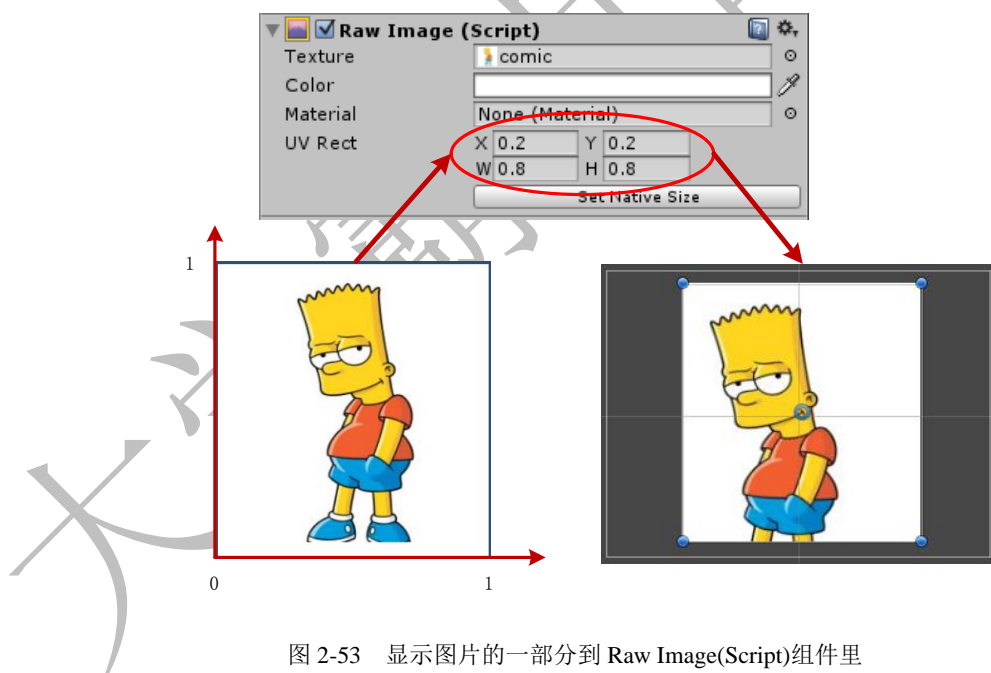 Raw Image (Script)
Texture
comic
Color
Material
None (Material)
UV Rect
X 0.2 Y 0.2
W 0.8 H 0.8
Set Native Size
1
0
1
图 2-53 显示图片的一部分到 Raw Image(Script)组件里